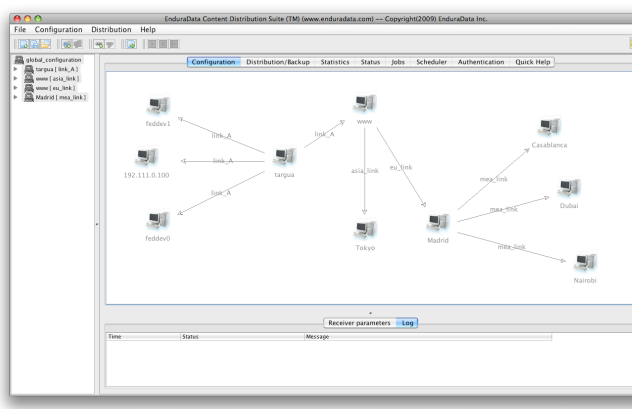 EnduraData Content Distribution Suite (TM) (www.enduradata.com) -- Copyright(2009) EnduraData Inc.
File Configuration Distribution Help
global_configuration
targua [ link_A ]
www [ asia_link ]
www [ eu_link ]
Madrid [ mea_link ]
Configuration Distribution/Backup Statistics Status Jobs Scheduler Authentication Quick Help
feddev1
www
link_A
link_A
Casablanca
192.111.0.100
link_A
targua
asia_link
eu_link
mea_link
link_A
mea_link
Dubai
feddev0
Tokyo
Madrid
mea_link
Nairobi
Receiver parameters Log
Time Status Message